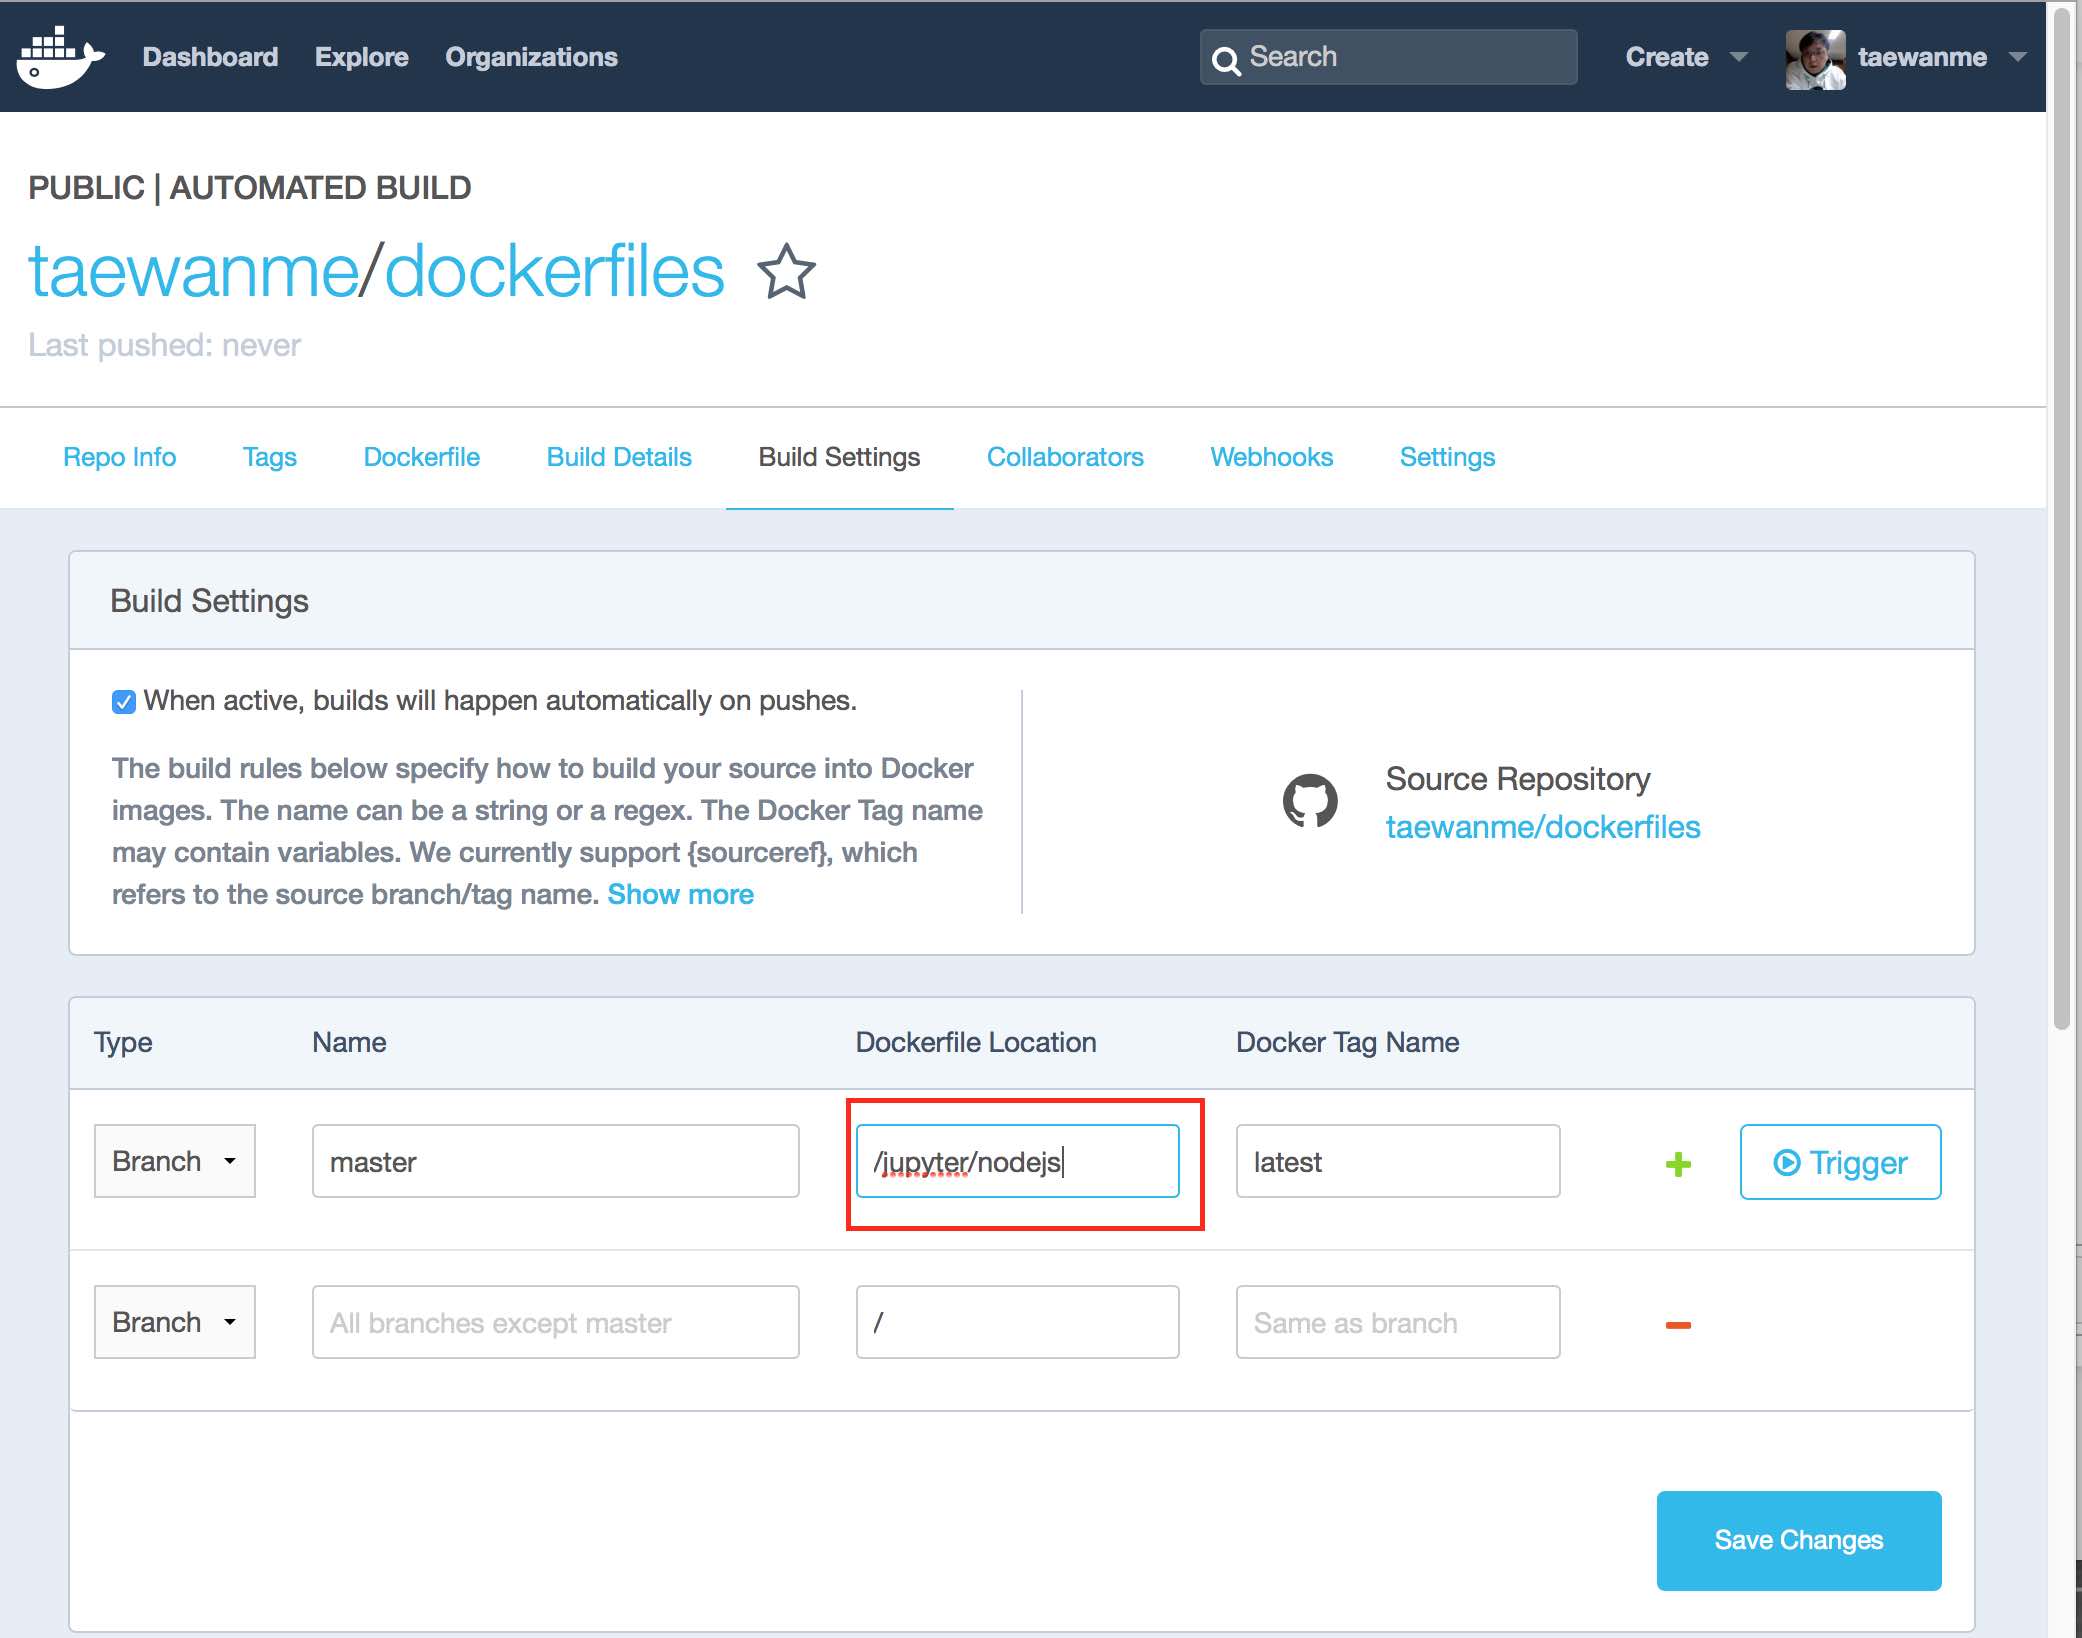 Dashboard Explore Organizations Search Create taewanme
PUBLIC | AUTOMATED BUILD
taewanme/dockerfiles
Last pushed: never
Repo Info Tags Dockerfile Build Details Build Settings Collaborators Webhooks Settings
Build Settings
When active, builds will happen automatically on pushes.
The build rules below specify how to build your source into Docker
images. The name can be a string or a regex. The Docker Tag name
may contain variables. We currently support {sourceref}, which
refers to the source branch/tag name. Show more
Source Repository
taewanme/dockerfiles
Type Name Dockerfile Location Docker Tag Name
Branch master /jupyter/nodejs latest Trigger
Branch All branches except master / Same as branch
Save Changes